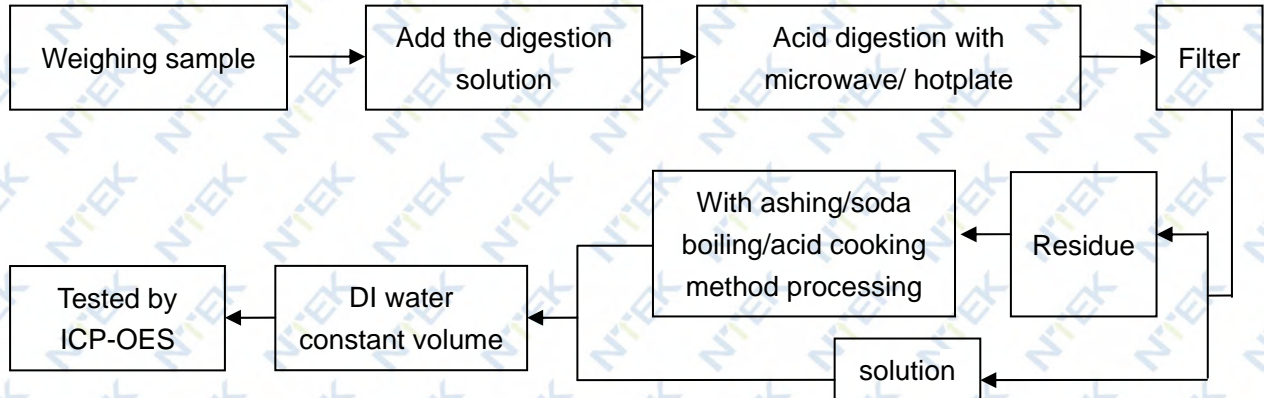 Weighing sample
Add the digestion
solution
Acid digestion with
microwave/ hotplate
Filter
With ashing/soda
boiling/acid cooking
method processing
Residue
Tested by
ICP-OES
DI water
constant volume
solution
NTEK